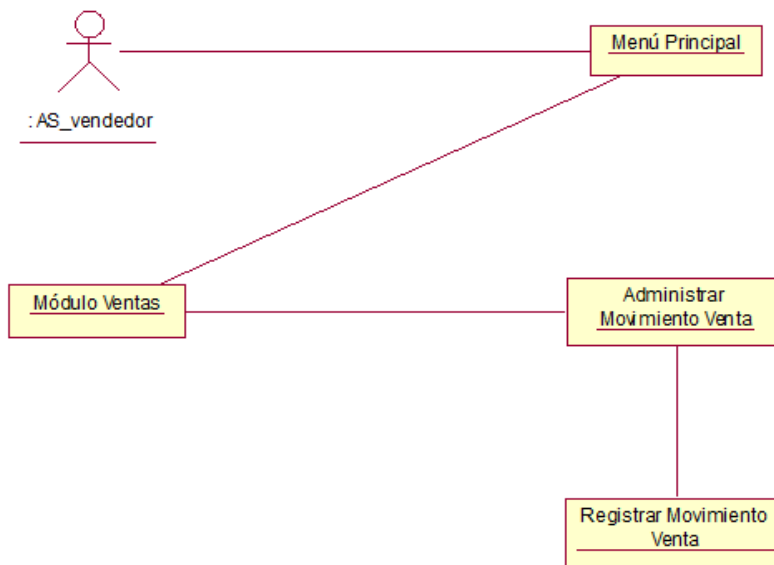 Menú Principal
: AS_vendedor
Módulo Ventas
Administrar
Movimiento Venta
Registrar Movimiento
Venta